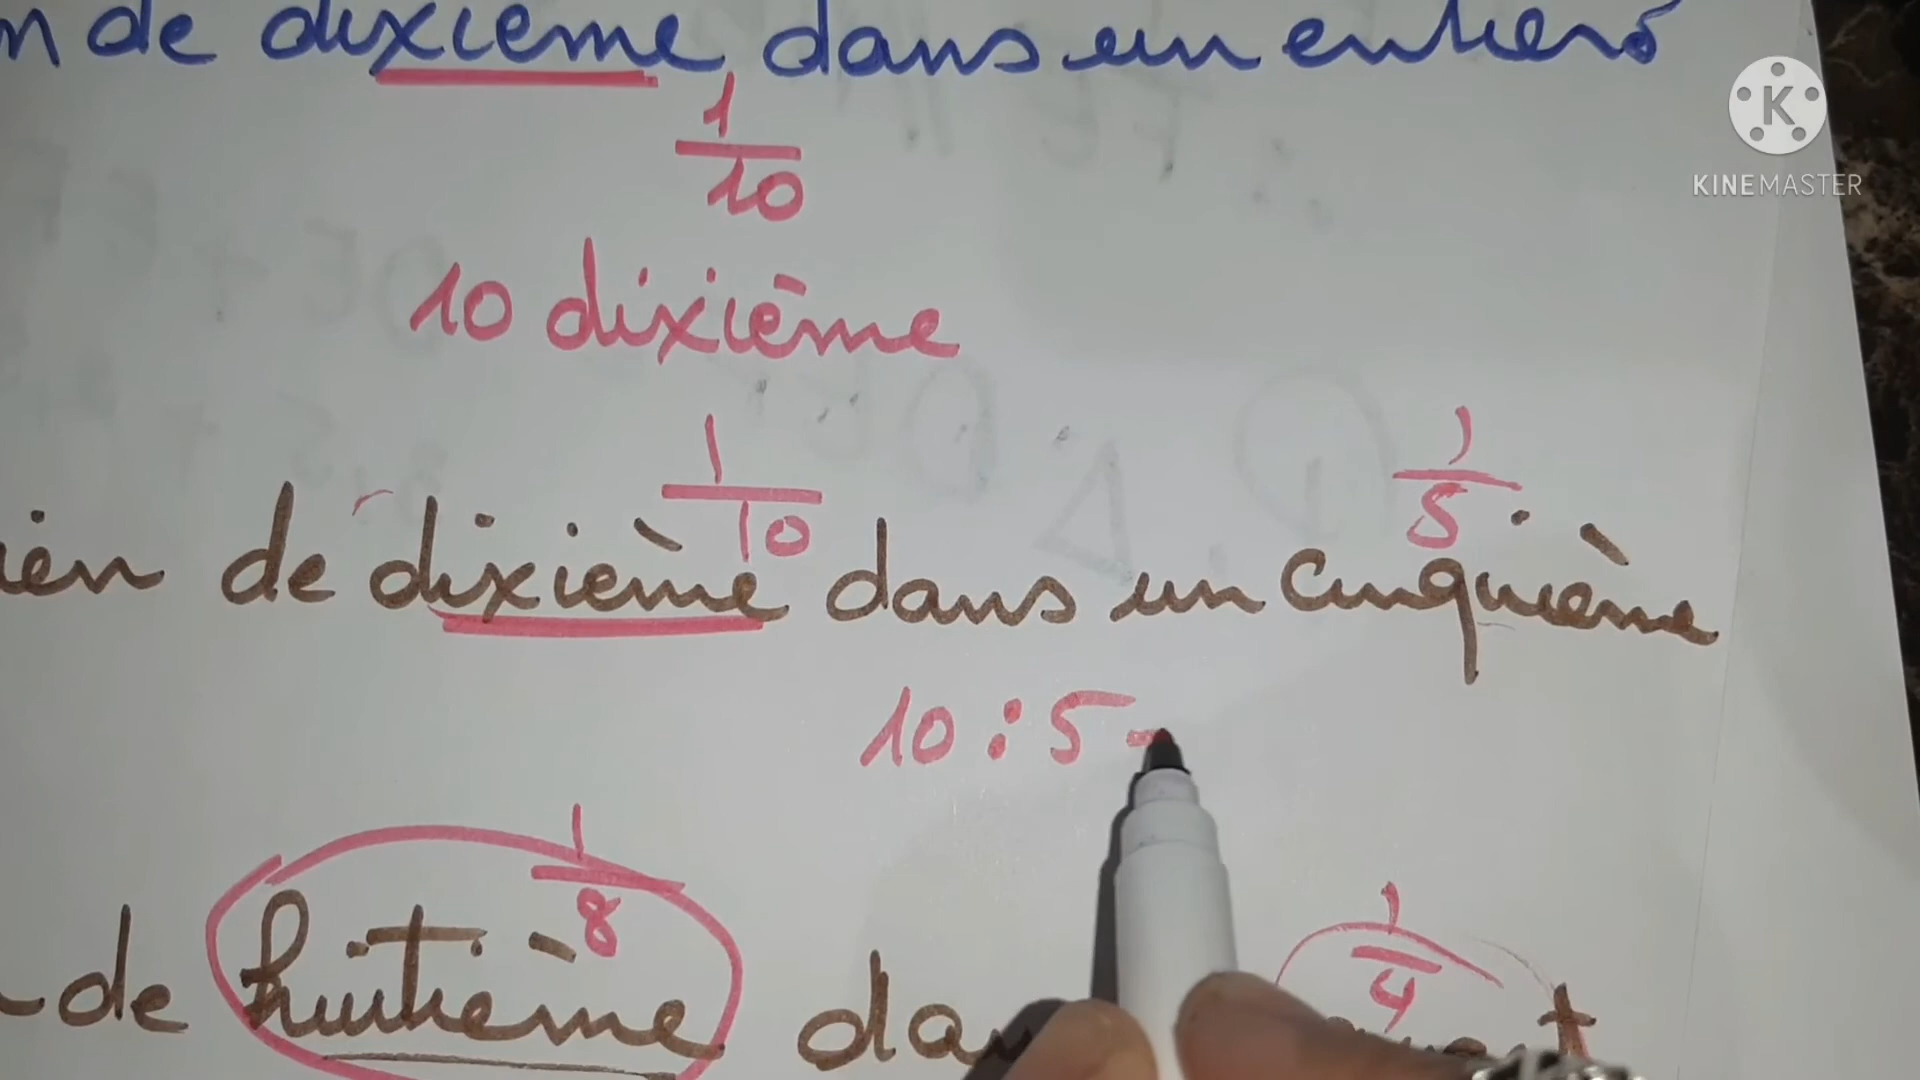 n de dixième dans un entier
1
10
KINEMASTER
10 dixième
1
10
1
5
ien de dixième dans un cinquième
10 : 5 =
1
8
1
4
de huitième